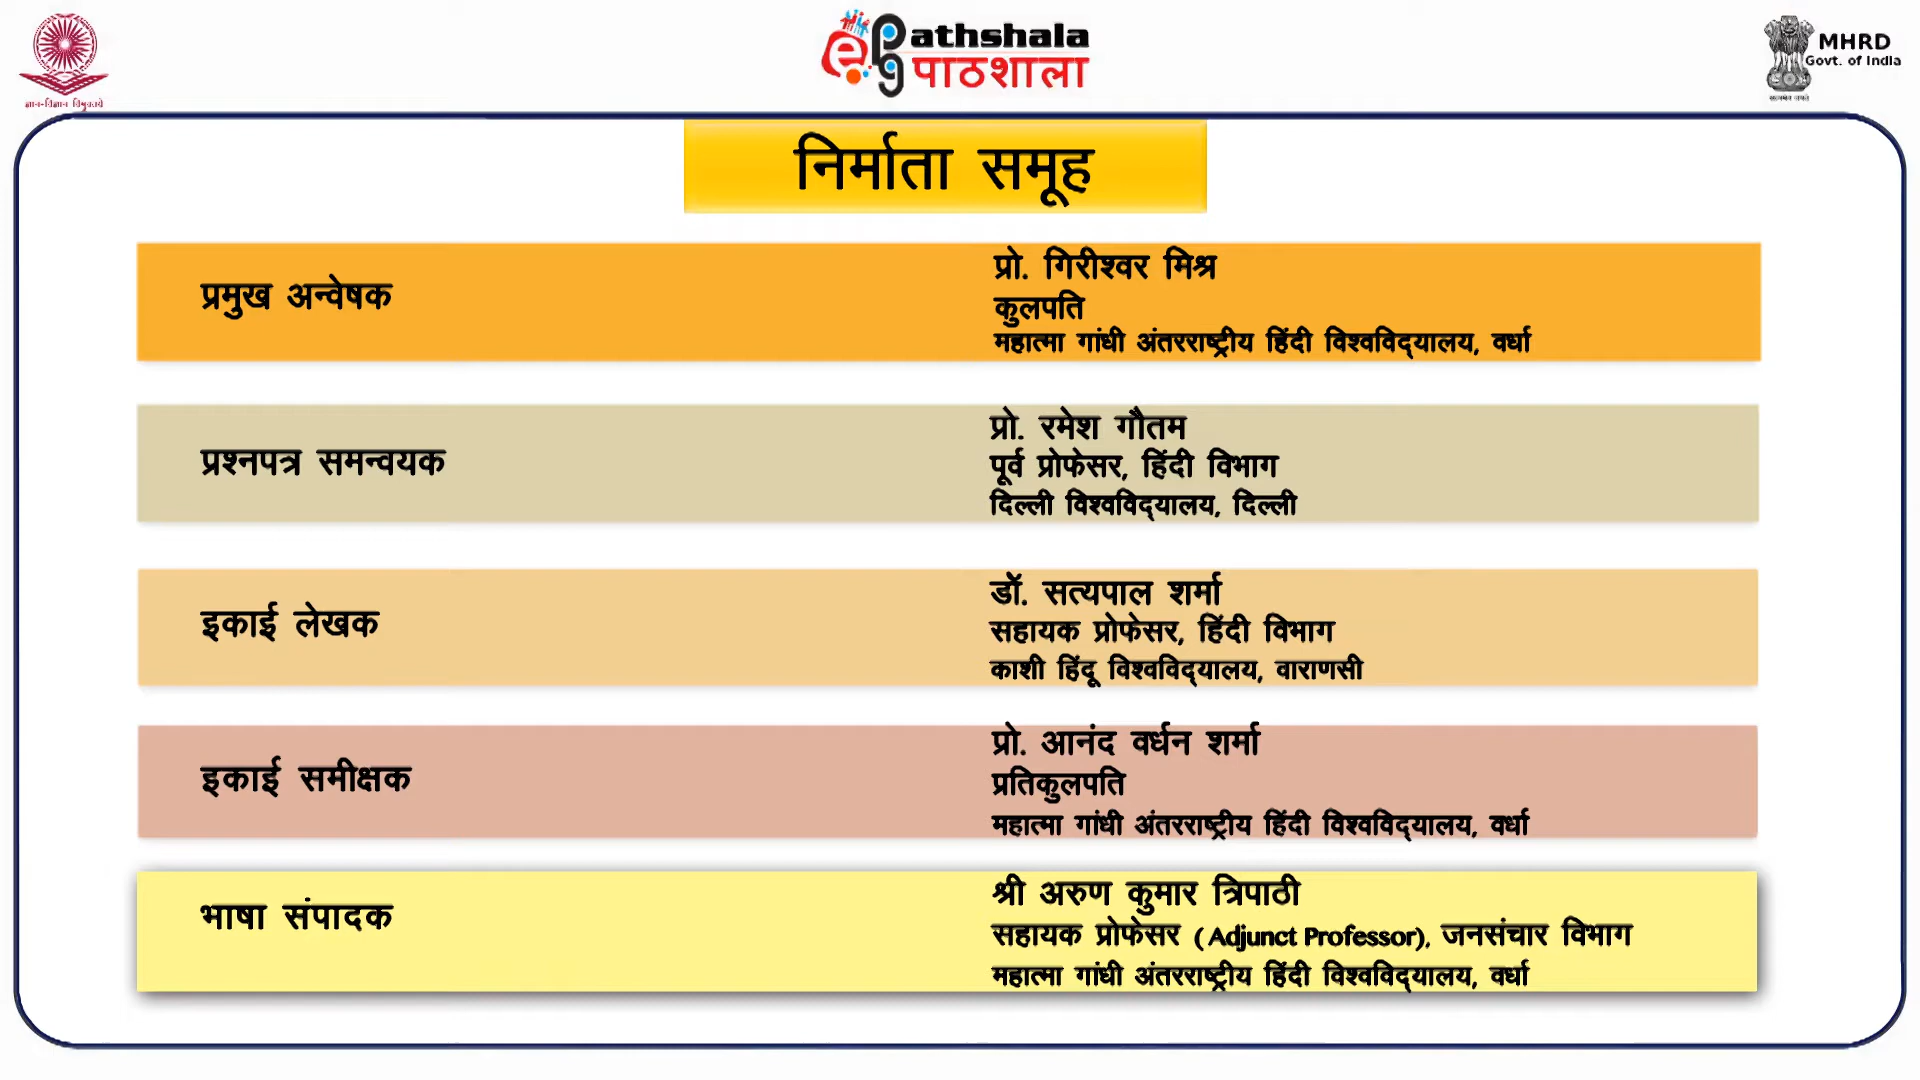 athshala
पाठशाला
MHRD
Govt. of India
निर्माता समूह
प्रमुख अन्वेषक
प्रो. गिरीश्वर मिश्र
कुलपति
महात्मा गांधी अंतरराष्ट्रीय हिंदी विश्वविद्यालय, वर्धा
प्रश्नपत्र समन्वयक
प्रो. रमेश गौतम
पूर्व प्रोफेसर, हिंदी विभाग
दिल्ली विश्वविद्यालय, दिल्ली
इकाई लेखक
डॉ. सत्यपाल शर्मा
सहायक प्रोफेसर, हिंदी विभाग
काशी हिंदू विश्वविद्यालय, वाराणसी
इकाई समीक्षक
प्रो. आनंद वर्धन शर्मा
प्रतिकुलपति
महात्मा गांधी अंतरराष्ट्रीय हिंदी विश्वविद्यालय, वर्धा
भाषा संपादक
श्री अरुण कुमार त्रिपाठी
सहायक प्रोफेसर (Adjunct Professor), जनसंचार विभाग
महात्मा गांधी अंतरराष्ट्रीय हिंदी विश्वविद्यालय, वर्धा